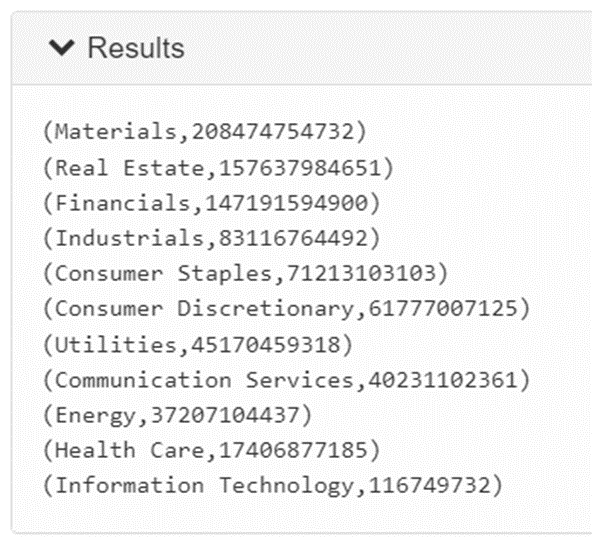 Results
(Materials,208474754732)
(Real Estate,157637984651)
(Financials,147191594900)
(Industrials,83116764492)
(Consumer Staples,71213103103)
(Consumer Discretionary,61777007125)
(Utilities,45170459318)
(Communication Services,40231102361)
(Energy,37207104437)
(Health Care,17406877185)
(Information Technology,116749732)